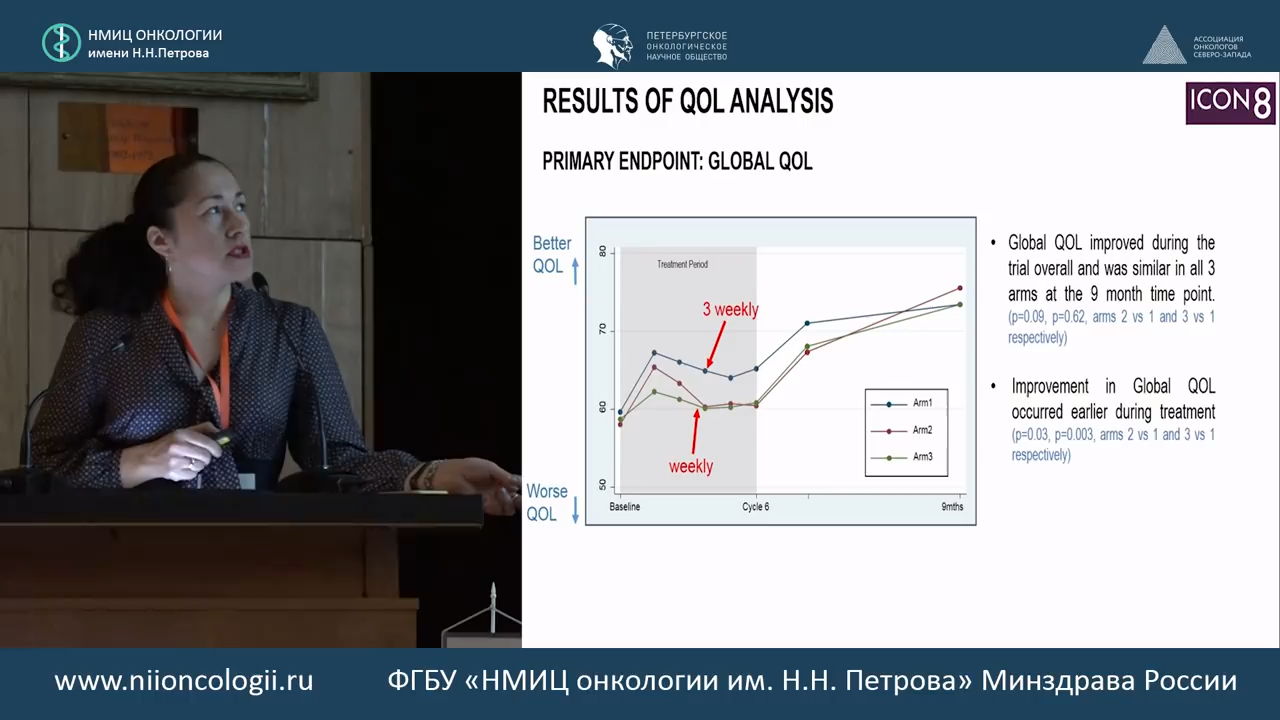 НМИЦ ОНКОЛОГИИ
имени Н.Н.Петрова
ПЕТЕРБУРГСКОЕ
ОНКОЛОГИЧЕСКОЕ
НАУЧНОЕ ОБЩЕСТВО
АССОЦИАЦИЯ
ОНКОЛОГОВ
СЕВЕРО-ЗАПАДА
RESULTS OF QOL ANALYSIS
ICON8
PRIMARY ENDPOINT: GLOBAL QOL
Better
QOL
80
70
60
50
Treatment Period
3 weekly
weekly
Arm1
Arm2
Arm3
Worse
QOL
Baseline
Cycle 6
9mths
• Global QOL improved during the
trial overall and was similar in all 3
arms at the 9 month time point.
(p=0.09, p=0.62, arms 2 vs 1 and 3 vs 1
respectively)
• Improvement in Global QOL
occurred earlier during treatment
(p=0.03, p=0.003, arms 2 vs 1 and 3 vs 1
respectively)
www.niioncologii.ru
ФГБУ «НМИЦ онкологии им. Н.Н. Петрова» Минздрава России